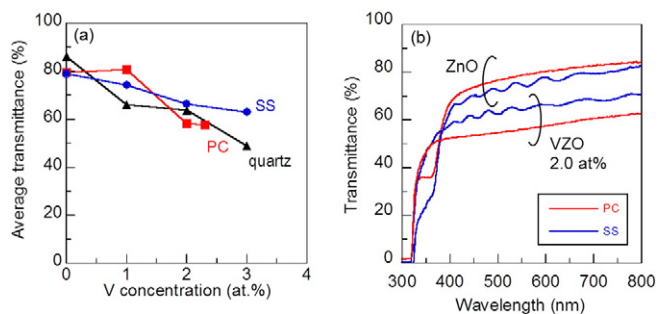 (a)
Average transmittance (%)
100
80
60
40
20
0
SS
PC
quartz
0 1 2 3 4
V concentration (at.%)
(b)
Transmittance (%)
100
80
60
40
20
0
ZnO
VZO
2.0 at%
PC
SS
300 400 500 600 700 800
Wavelength (nm)